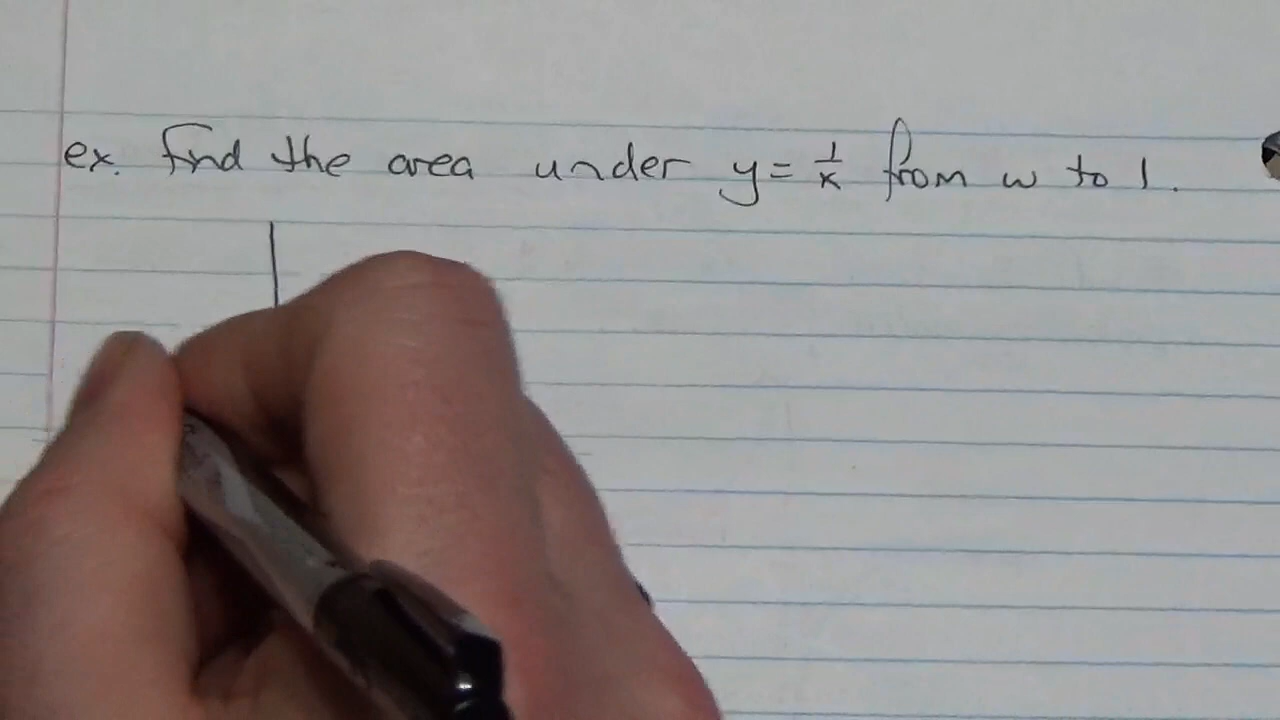 ex. find the area under y = 1/x from w to 1.